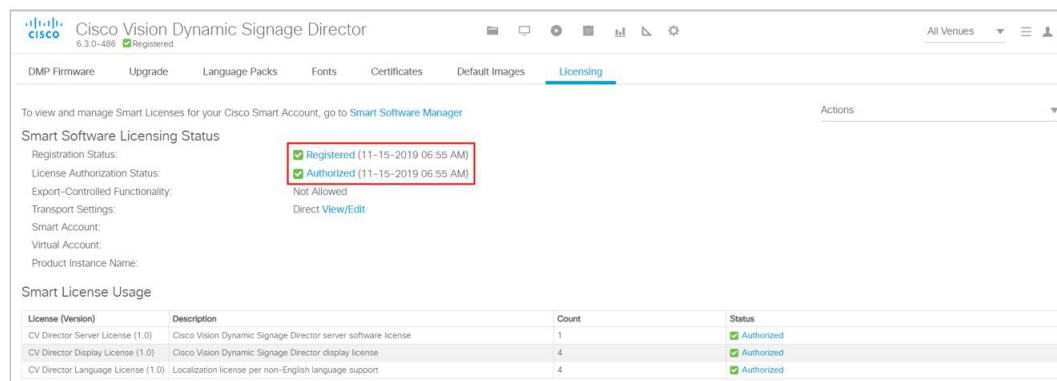 CISCO Cisco Vision Dynamic Signage Director
6.3.0-486 Registered
All Venues
DMP Firmware Upgrade Language Packs Fonts Certificates Default Images Licensing
To view and manage Smart Licenses for your Cisco Smart Account, go to Smart Software Manager
Actions
Smart Software Licensing Status
Registration Status: Registered (11-15-2019 06:55 AM)
License Authorization Status: Authorized (11-15-2019 06:55 AM)
Export-Controlled Functionality: Not Allowed
Transport Settings: Direct View/Edit
Smart Account:
Virtual Account:
Product Instance Name:
Smart License Usage
License (Version) Description Count Status
CV Director Server License (1.0) Cisco Vision Dynamic Signage Director server software license 1 Authorized
CV Director Display License (1.0) Cisco Vision Dynamic Signage Director display license 4 Authorized
CV Director Language License (1.0) Localization license per non-English language support 4 Authorized